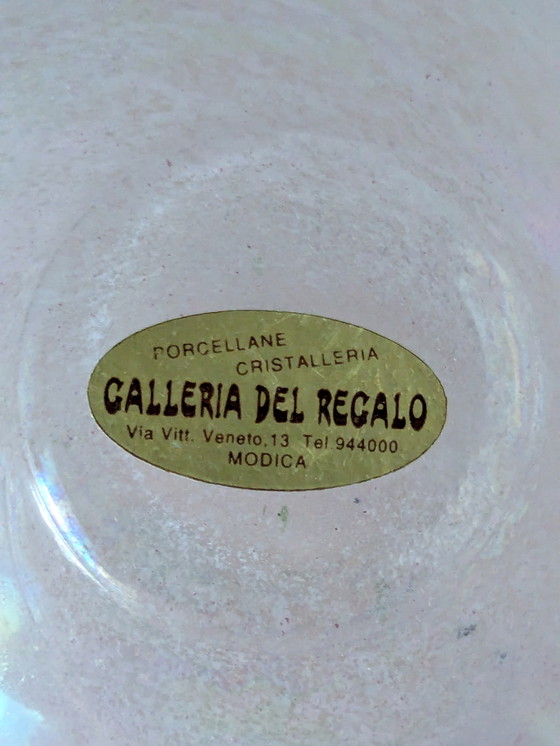 PORCELLANE
CRISTALLERIA
GALLERIA DEL REGALO
Via Vitt. Veneto,13 Tel 944000
MODICA